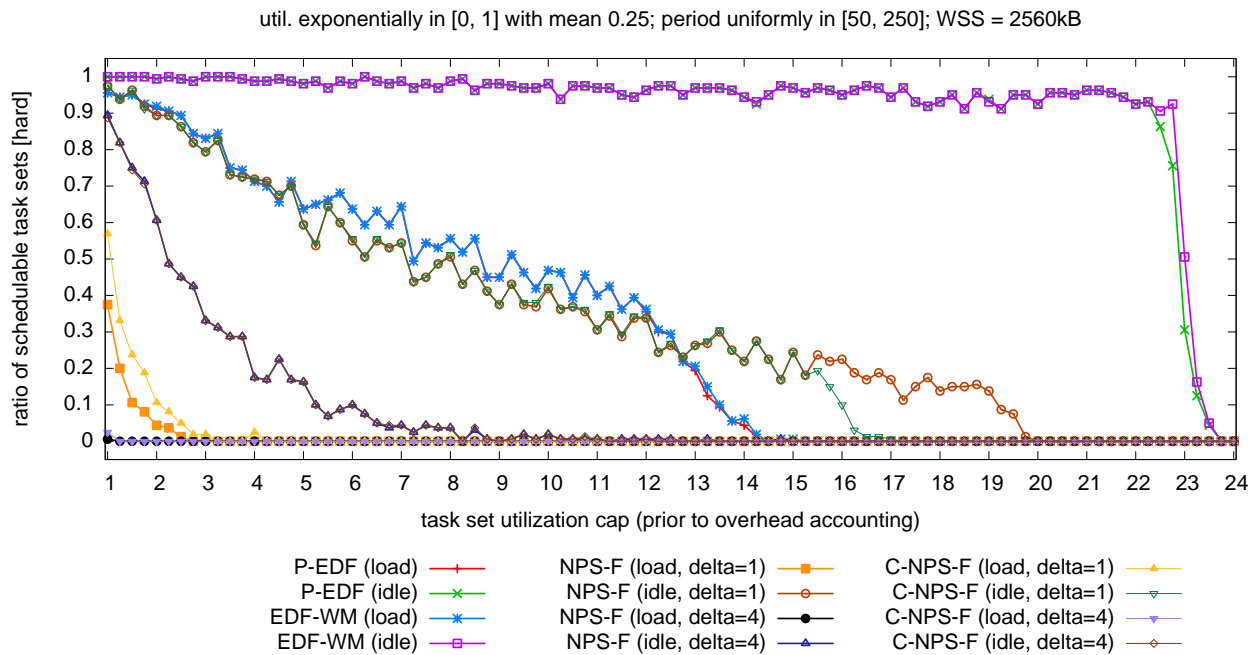 util. exponentially in [0, 1] with mean 0.25; period uniformly in [50, 250]; WSS = 2560kB
ratio of schedulable task sets [hard]
1
0.9
0.8
0.7
0.6
0.5
0.4
0.3
0.2
0.1
0
1 2 3 4 5 6 7 8 9 10 11 12 13 14 15 16 17 18 19 20 21 22 23 24
task set utilization cap (prior to overhead accounting)
P-EDF (load) NPS-F (load, delta=1) C-NPS-F (load, delta=1)
P-EDF (idle) NPS-F (idle, delta=1) C-NPS-F (idle, delta=1)
EDF-WM (load) NPS-F (load, delta=4) C-NPS-F (load, delta=4)
EDF-WM (idle) NPS-F (idle, delta=4) C-NPS-F (idle, delta=4)